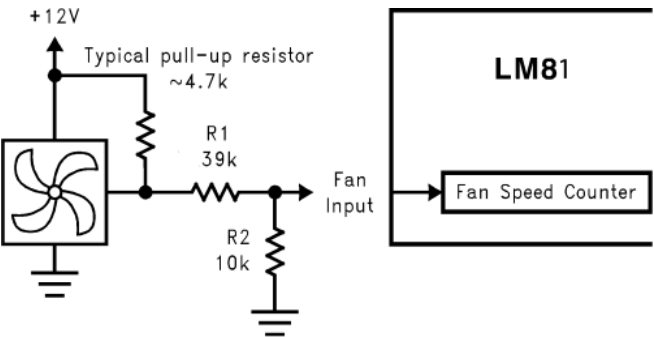 +12V
Typical pull-up resistor
~4.7k
R1
39k
R2
10k
Fan
Input
LM81
Fan Speed Counter